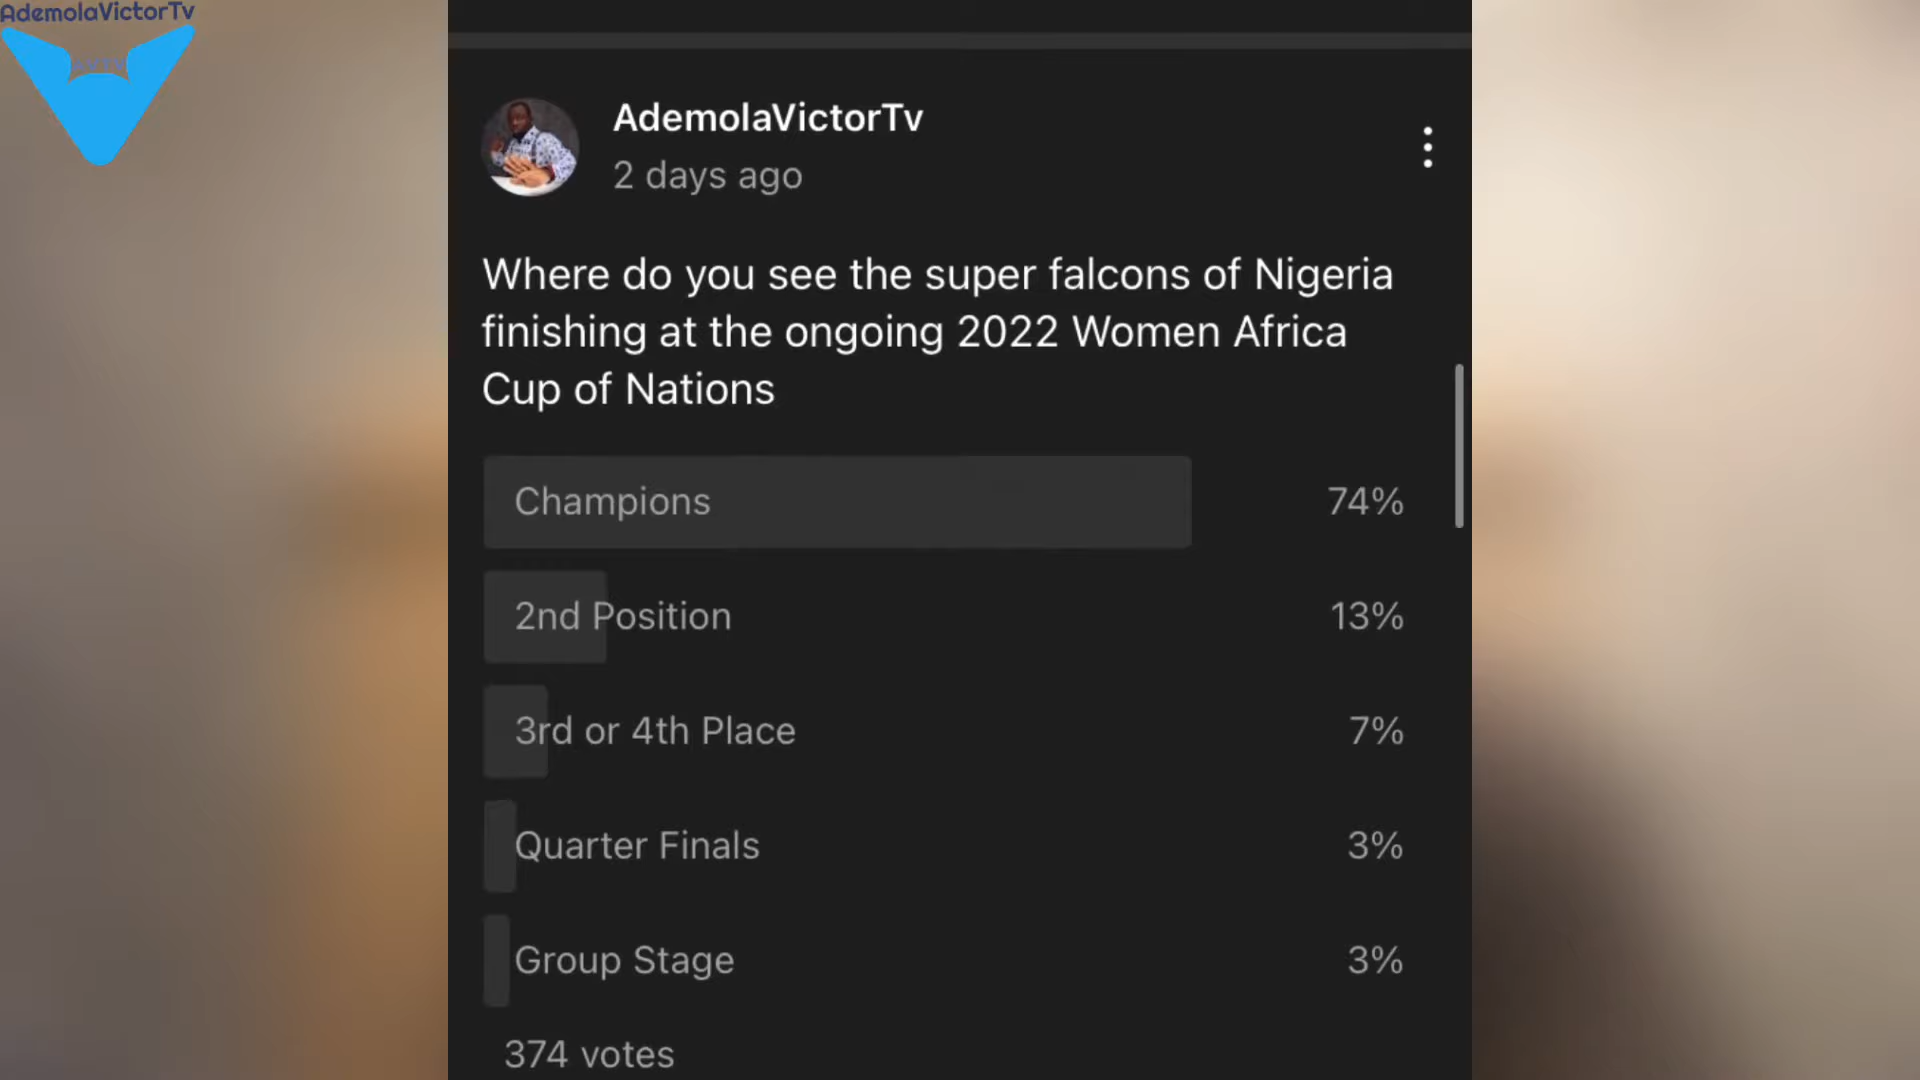 AdemolaVictorTv
AVTV
AdemolaVictorTv
2 days ago
Where do you see the super falcons of Nigeria
finishing at the ongoing 2022 Women Africa
Cup of Nations
Champions 74%
2nd Position 13%
3rd or 4th Place 7%
Quarter Finals 3%
Group Stage 3%
374 votes